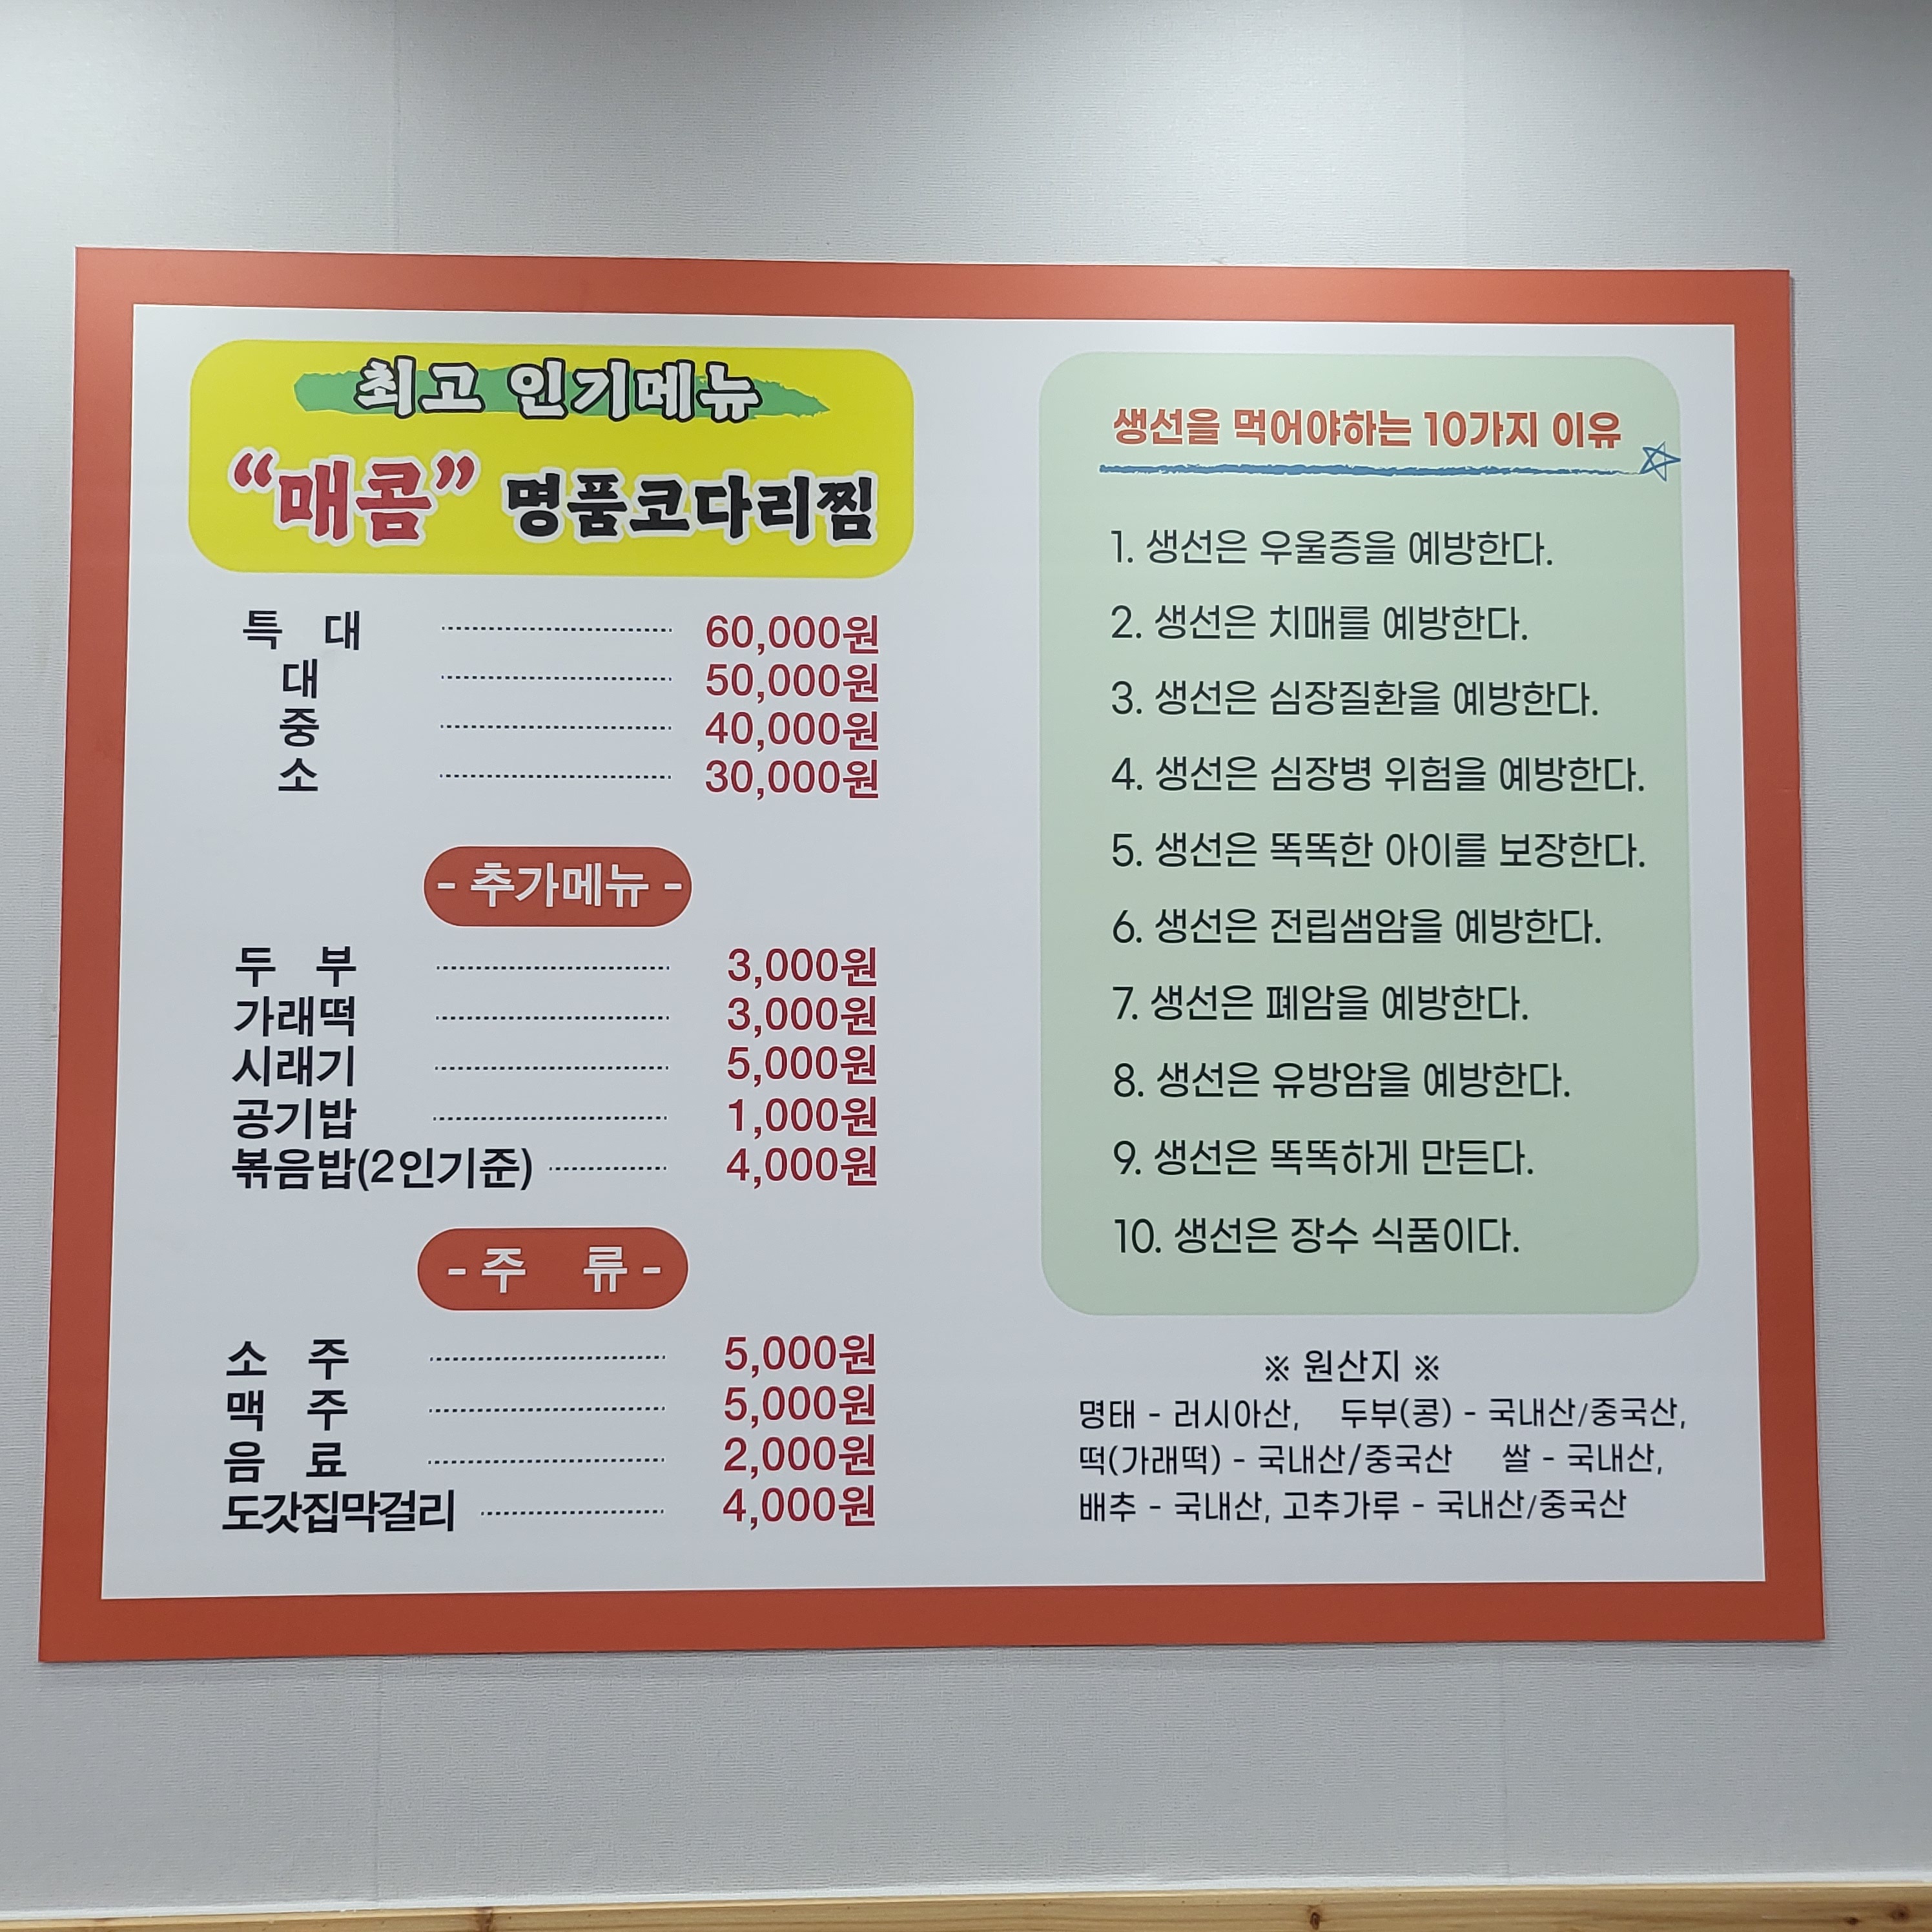 최고 인기메뉴
“매콤” 명품코다리찜
특 대 60,000원
대 50,000원
중 40,000원
소 30,000원
- 추가메뉴 -
두 부 3,000원
가래떡 3,000원
시래기 5,000원
공기밥 1,000원
볶음밥(2인기준) 4,000원
- 주 류 -
소 주 5,000원
맥 주 5,000원
음 료 2,000원
도갓집막걸리 4,000원
생선을 먹어야하는 10가지 이유
1. 생선은 우울증을 예방한다.
2. 생선은 치매를 예방한다.
3. 생선은 심장질환을 예방한다.
4. 생선은 심장병 위험을 예방한다.
5. 생선은 똑똑한 아이를 보장한다.
6. 생선은 전립샘암을 예방한다.
7. 생선은 폐암을 예방한다.
8. 생선은 유방암을 예방한다.
9. 생선은 똑똑하게 만든다.
10. 생선은 장수 식품이다.
※ 원산지 ※
명태 - 러시아산, 두부(콩) - 국내산/중국산,
떡(가래떡) - 국내산/중국산 쌀 - 국내산,
배추 - 국내산, 고추가루 - 국내산/중국산